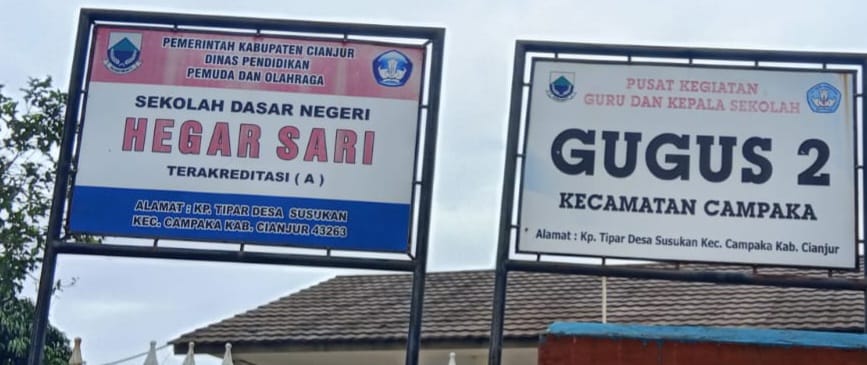 PEMERINTAH KABUPATEN CIANJUR
DINAS PENDIDIKAN
PEMUDA DAN OLAHRAGA
SEKOLAH DASAR NEGERI
HEGAR SARI
TERAKREDITASI ( A )
ALAMAT : KP. TIPAR DESA SUSUKAN
KEC. CAMPAKA KAB. CIANJUR 43263
PUSAT KEGIATAN
GURU DAN KEPALA SEKOLAH
GUGUS 2
KECAMATAN CAMPAKA
Alamat : Kp. Tipar Desa Susukan Kec. Campaka Kab. Cianjur